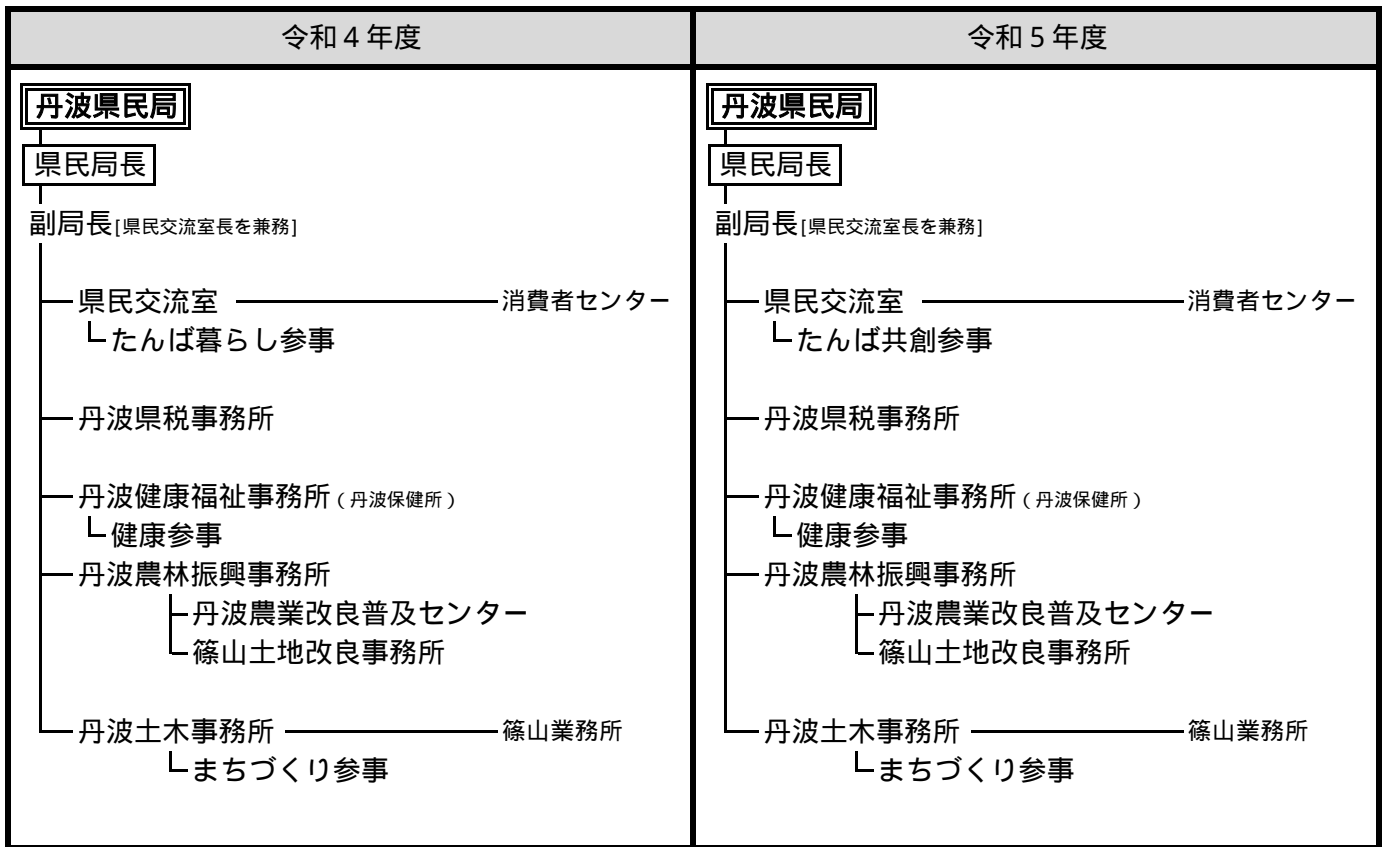 令和4年度
丹波県民局
県民局長
副局長[県民交流室長を兼務]
県民交流室 消費者センター
たんば暮らし参事
丹波県税事務所
丹波健康福祉事務所(丹波保健所)
健康参事
丹波農林振興事務所
丹波農業改良普及センター
篠山土地改良事務所
丹波土木事務所 篠山業務所
まちづくり参事
令和5年度
丹波県民局
県民局長
副局長[県民交流室長を兼務]
県民交流室 消費者センター
たんば共創参事
丹波県税事務所
丹波健康福祉事務所(丹波保健所)
健康参事
丹波農林振興事務所
丹波農業改良普及センター
篠山土地改良事務所
丹波土木事務所 篠山業務所
まちづくり参事